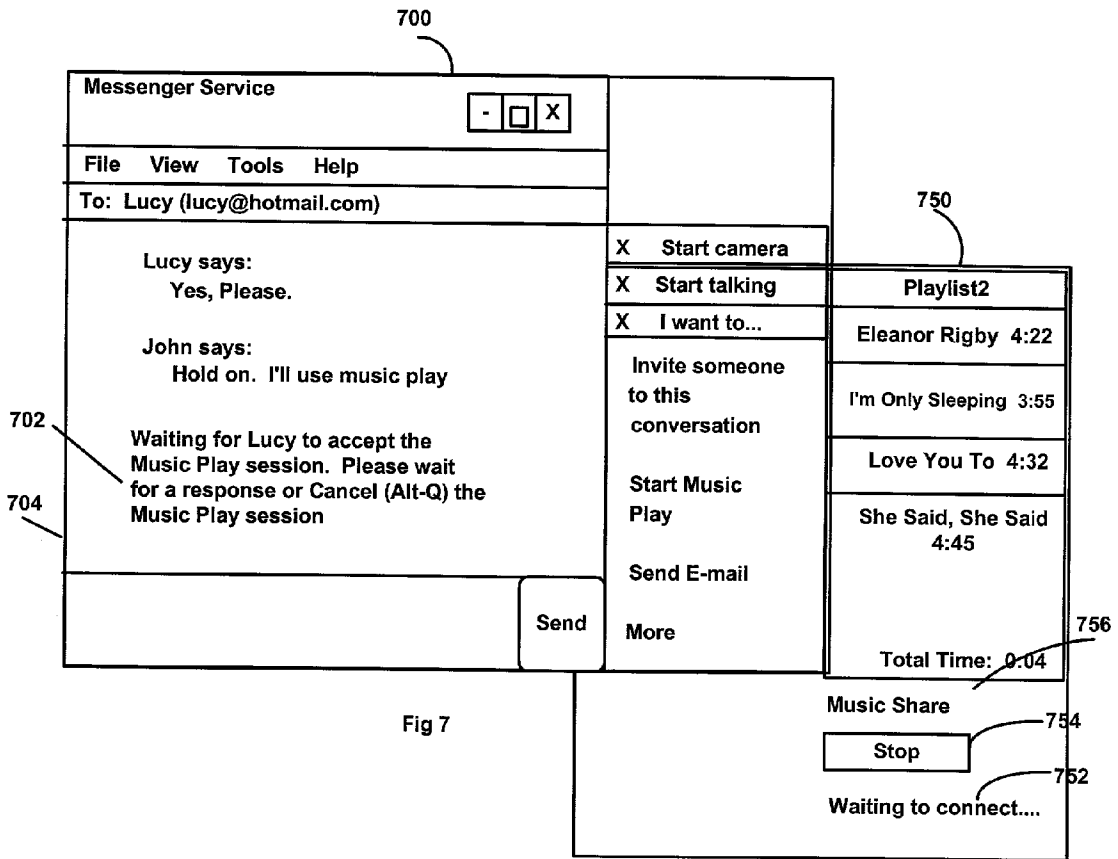 700
Messenger Service
- X
File View Tools Help
To: Lucy (lucy@hotmail.com)
Lucy says:
Yes, Please.
John says:
Hold on. I'll use music play
702
Waiting for Lucy to accept the
Music Play session. Please wait
for a response or Cancel (Alt-Q) the
Music Play session
704
Send
X Start camera
X Start talking
X I want to...
Invite someone
to this
conversation
Start Music
Play
Send E-mail
More
750
Playlist2
Eleanor Rigby 4:22
I'm Only Sleeping 3:55
Love You To 4:32
She Said, She Said
4:45
Total Time: 0:04
756
Music Share
754
Stop
752
Waiting to connect....
Fig 7